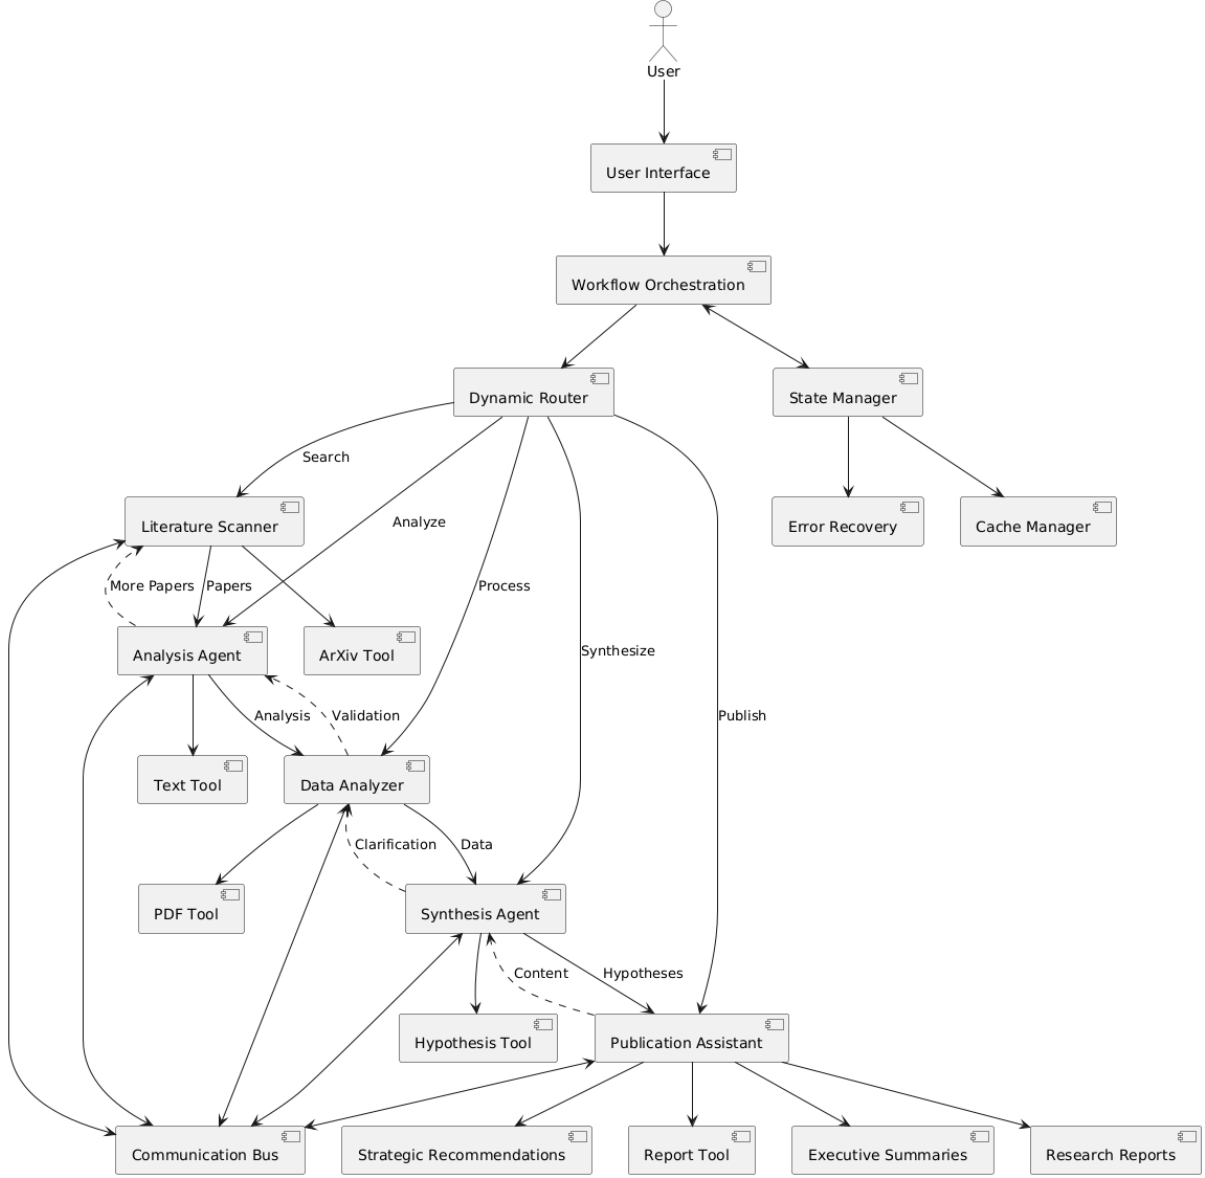 User
User Interface
Workflow Orchestration
Dynamic Router
State Manager
Search
Literature Scanner
Analyze
Error Recovery
Cache Manager
More Papers
Papers
Process
Analysis Agent
ArXiv Tool
Synthesize
Analysis
Validation
Publish
Text Tool
Data Analyzer
Clarification
Data
PDF Tool
Synthesis Agent
Content
Hypotheses
Hypothesis Tool
Publication Assistant
Communication Bus
Strategic Recommendations
Report Tool
Executive Summaries
Research Reports